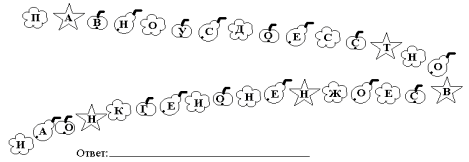 П А В Н О У С Д О Е С С Т Н О
И А О Н К Г Е И О Н Е Н Ж О Е С В
Ответ: